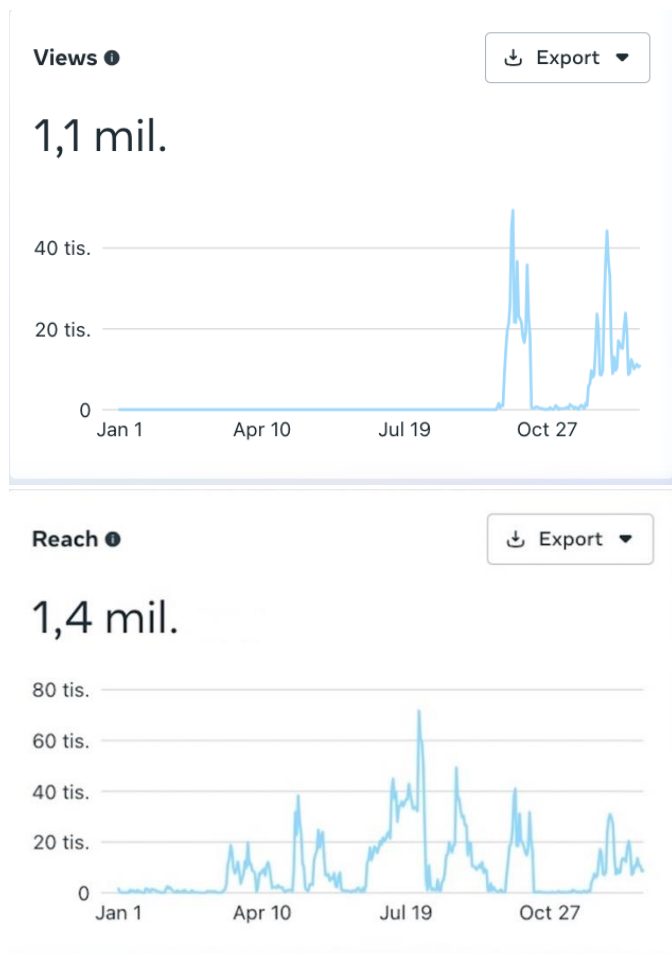 Views
Export
1,1 mil.
40 tis.
20 tis.
0
Jan 1 Apr 10 Jul 19 Oct 27
Reach
Export
1,4 mil.
80 tis.
60 tis.
40 tis.
20 tis.
0
Jan 1 Apr 10 Jul 19 Oct 27